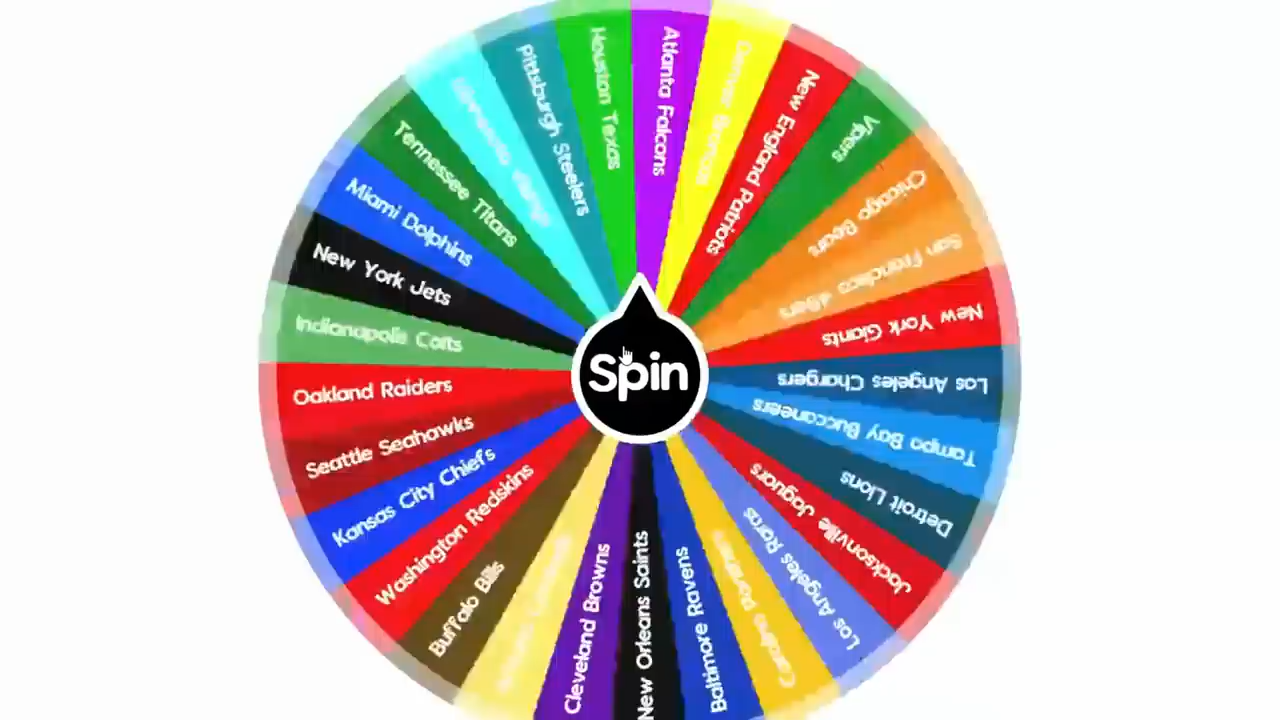 Atlanta Falcons
Denver Broncos
New England Patriots
Vipers
Chicago Bears
San Francisco 49ers
New York Giants
Los Angeles Chargers
Tampa Bay Buccaneers
Detroit Lions
Jacksonville Jaguars
Los Angeles Rams
Baltimore Ravens
New Orleans Saints
Cleveland Browns
Buffalo Bills
Washington Redskins
Kansas City Chiefs
Seattle Seahawks
Oakland Raiders
Indianapolis Colts
New York Jets
Miami Dolphins
Tennessee Titans
Pittsburgh Steelers
Houston Texas
Spin